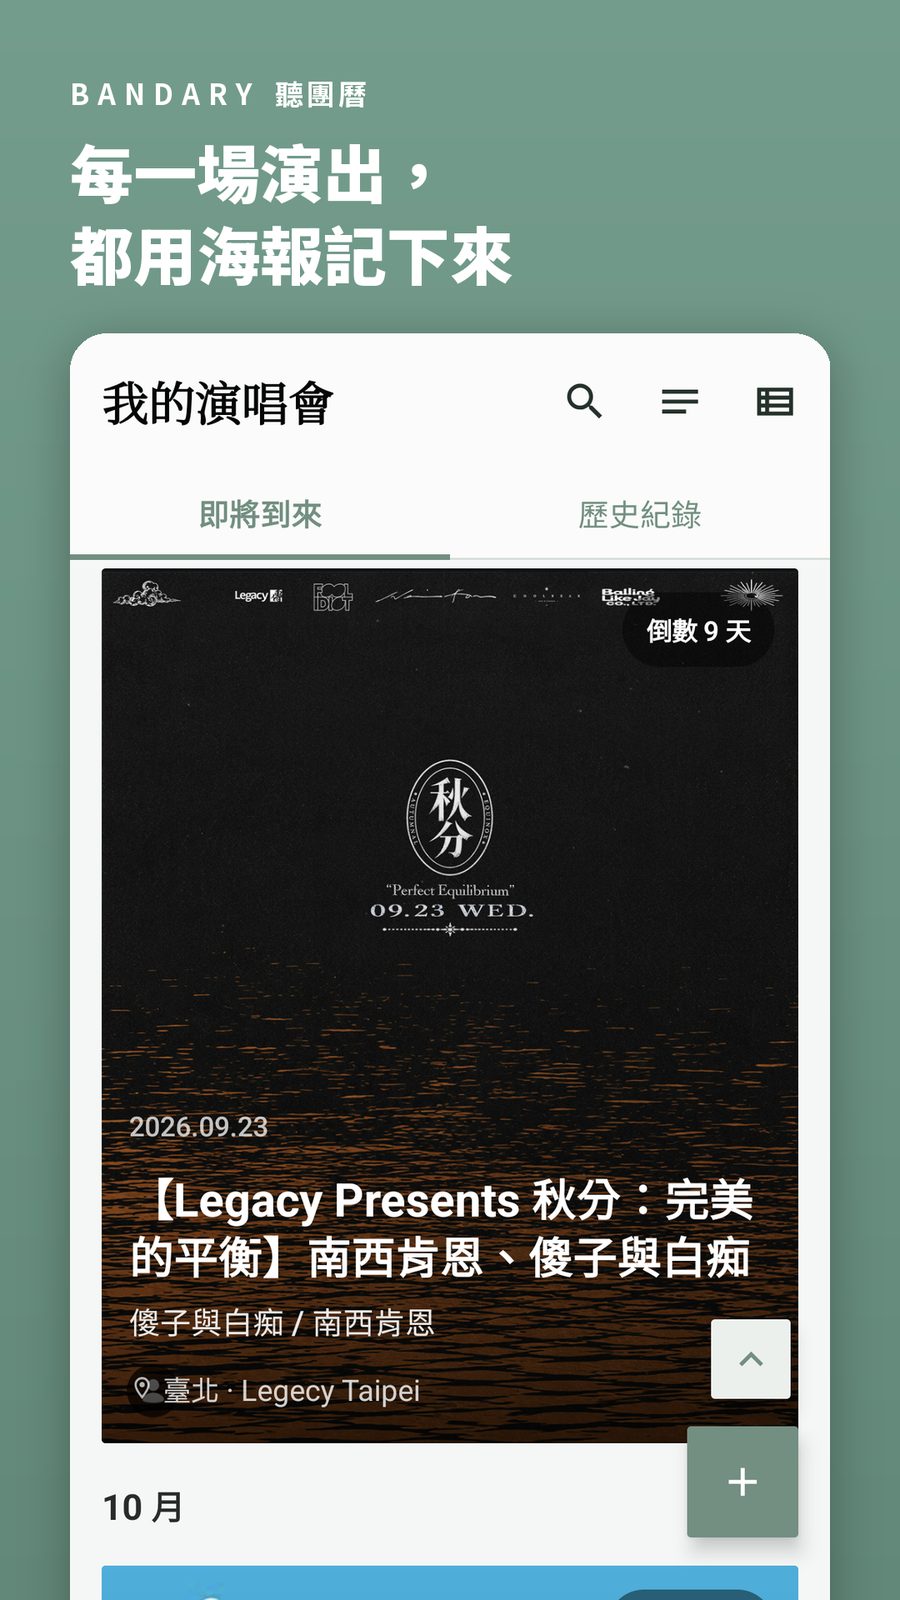 BANDARY 聽團曆
每一場演出，
都用海報記下來
我的演唱會
即將到來
歷史紀錄
Legacy
倒數 9 天
秋分
AUTUMNAL
EQUINOX
“Perfect Equilibrium”
09.23 WED.
2026.09.23
【Legacy Presents 秋分：完美
的平衡】南西肯恩、傻子與白痴
傻子與白痴 / 南西肯恩
臺北 · Legecy Taipei
10 月